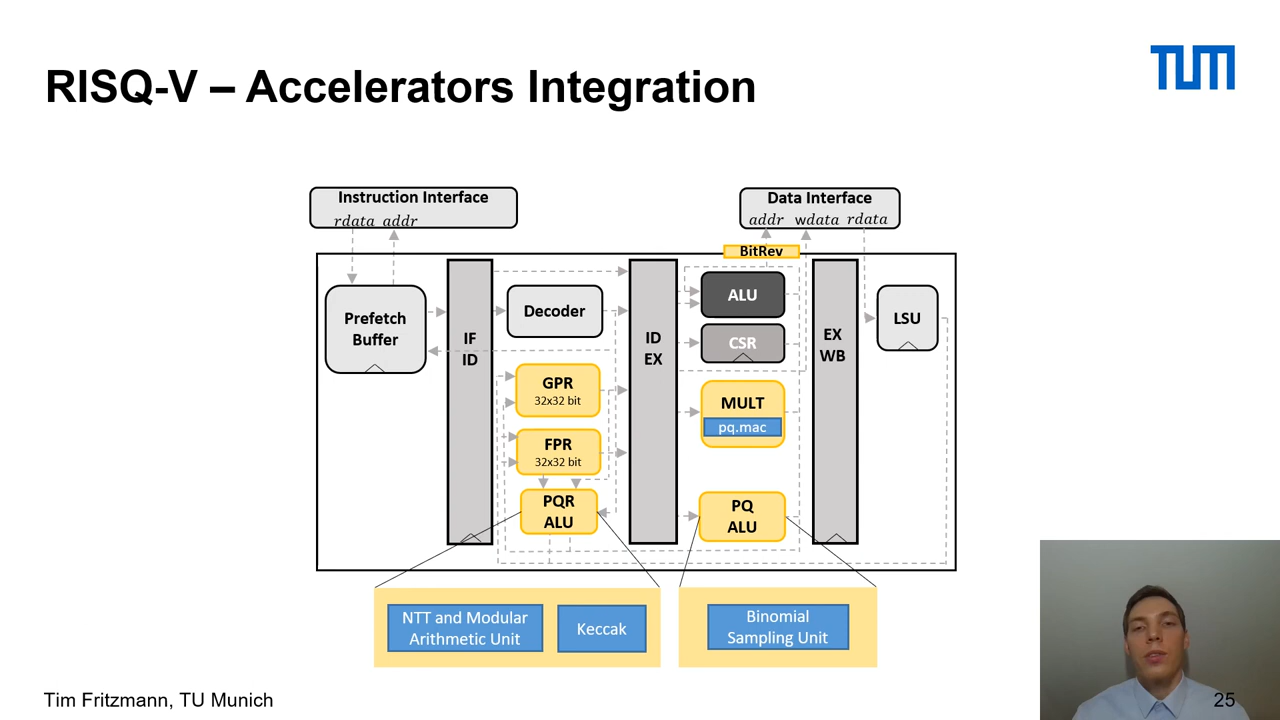 RISQ-V – Accelerators Integration
TUM
Instruction Interface
rdata addr
Data Interface
addr wdata rdata
BitRev
Prefetch
Buffer
IF
ID
Decoder
GPR
32x32 bit
FPR
32x32 bit
PQR
ALU
ID
EX
ALU
CSR
MULT
pq.mac
PQ
ALU
EX
WB
LSU
NTT and Modular
Arithmetic Unit
Keccak
Binomial
Sampling Unit
Tim Fritzmann, TU Munich
25